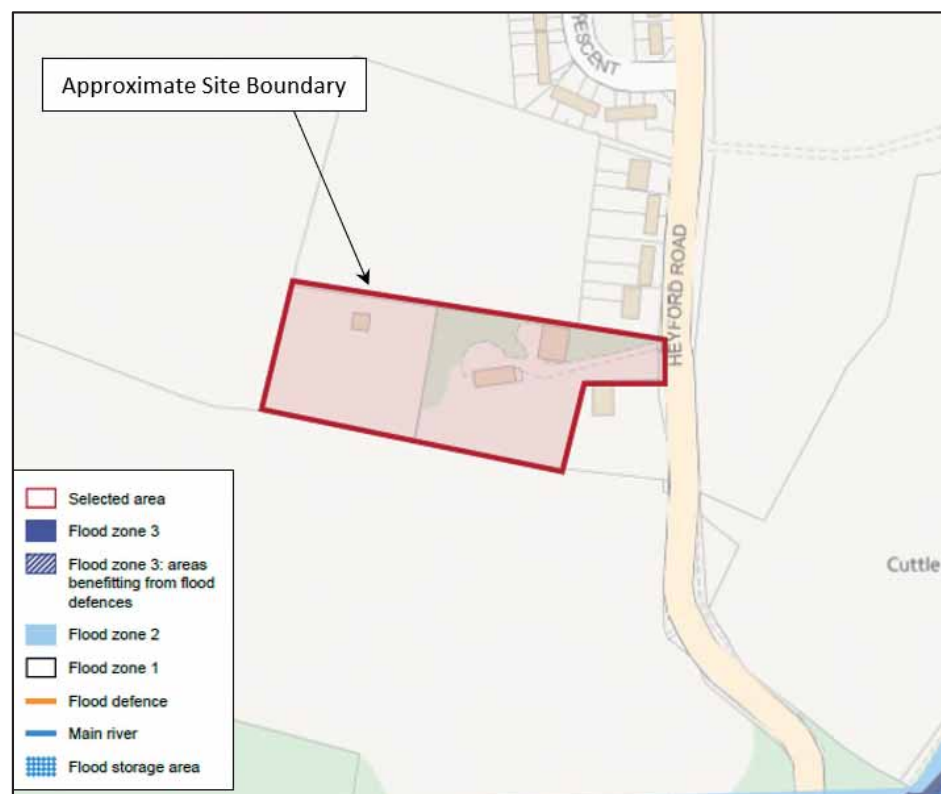 RESCENT
Approximate Site Boundary
HEYFORD ROAD
Cuttle
Selected area
Flood zone 3
Flood zone 3: areas
benefitting from flood
defences
Flood zone 2
Flood zone 1
Flood defence
Main river
Flood storage area